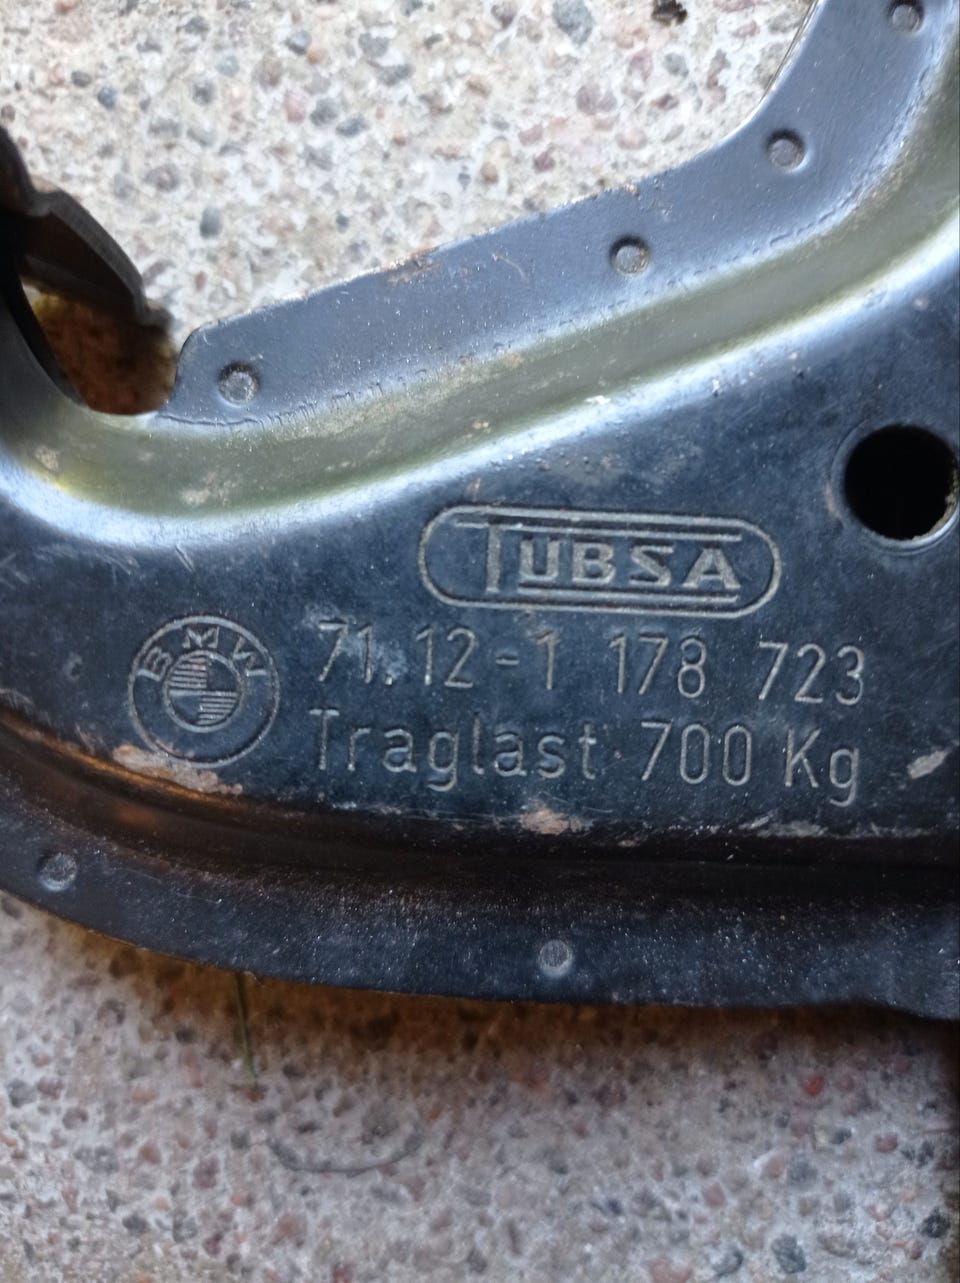 TUBSA
BMW
71.12-1 178 723
Traglast 700 Kg